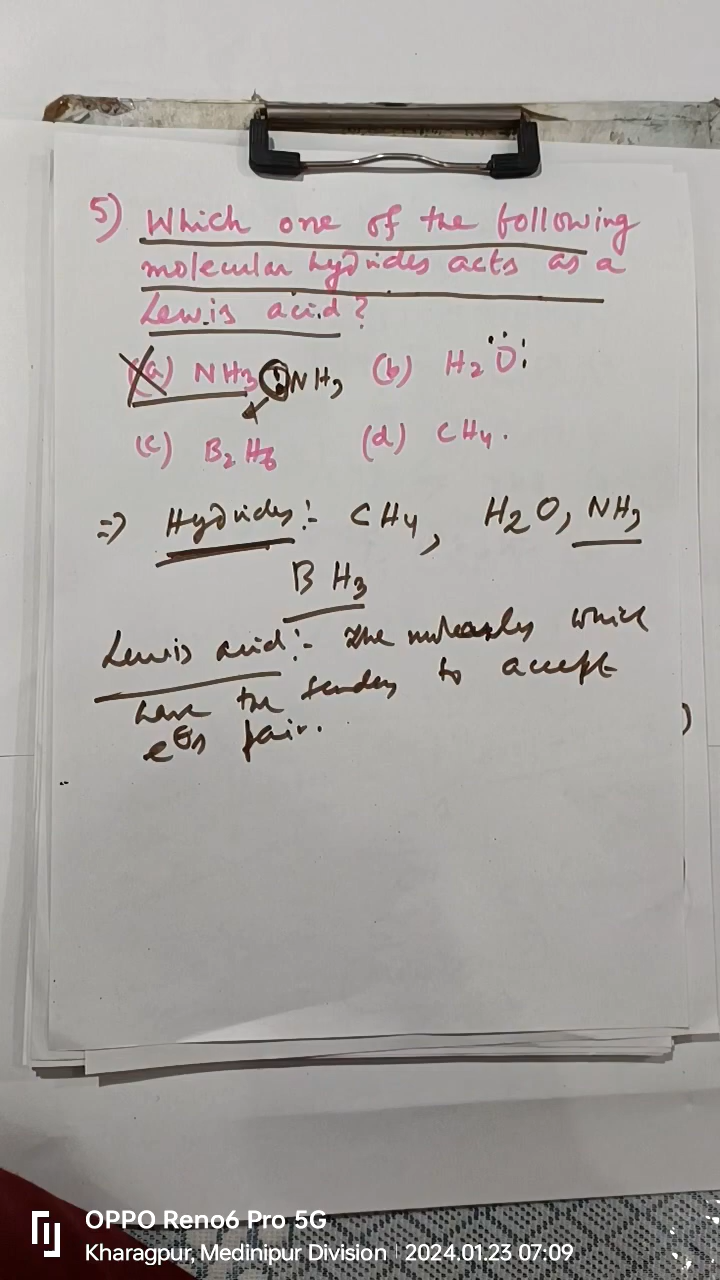 5) Which one of the following
molecular hydrides acts as a
Lewis acid?
(a) NH3 :NH3 (b) H2O:
(c) B2H6 (d) CH4.
=> Hydrides:- CH4, H2O, NH3
BH3
Lewis acid:- The molecules which
have the tendency to accept
e⊖s pair.
)
OPPO Reno6 Pro 5G
Kharagpur, Medinipur Division | 2024.01.23 07:09